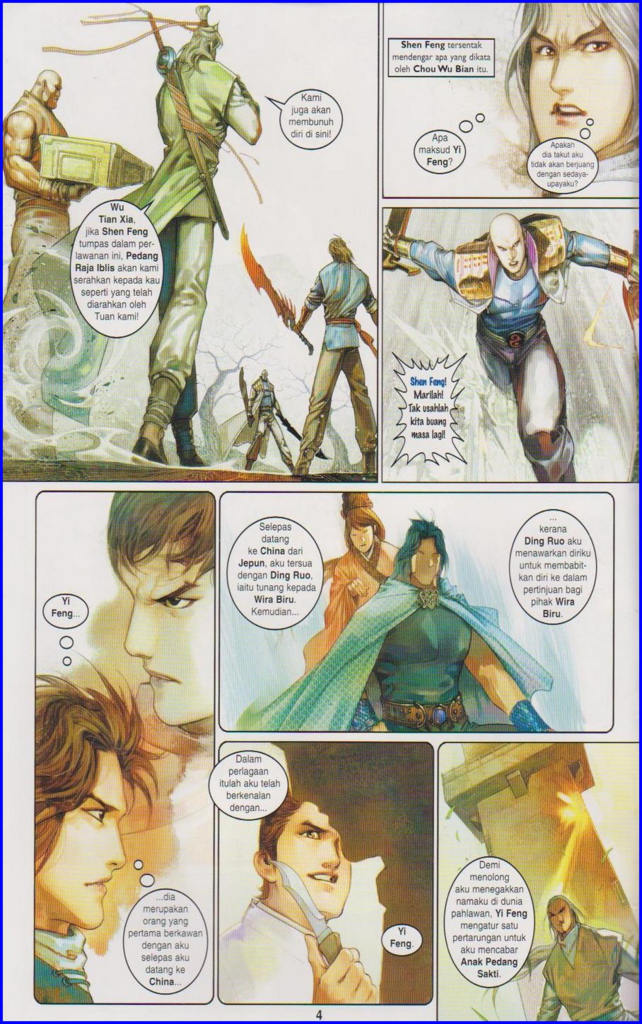 Kami
juga akan
membunuh
diri di sini!
Wu
Tian Xia,
jika Shen Feng
tumpas dalam per-
lawanan ini, Pedang
Raja Iblis akan kami
serahkan kepada kau
seperti yang telah
diarahkan oleh
Tuan kami!
Shen Feng tersentak
mendengar apa yang dikata
oleh Chou Wu Bian itu.
Apa
maksud Yi
Feng?
Apakah
dia takut aku
tidak akan berjuang
dengan sedaya-
upayaku?
Shen Feng!
Marilah!
Tak usahlah
kita buang
masa lagi!
Yi
Feng...
...dia
merupakan
orang yang
pertama berkawan
dengan aku
selepas aku
datang ke
China...
Selepas
datang
ke China dari
Jepun, aku tersua
dengan Ding Ruo,
iaitu tunang kepada
Wira Biru.
Kemudian...
...
kerana
Ding Ruo aku
menawarkan diriku
untuk membabit-
kan diri ke dalam
pertinjuan bagi
pihak Wira
Biru.
Dalam
perlagaan
itulah aku telah
berkenalan
dengan...
Yi
Feng.
Demi
menolong
aku menegakkan
namaku di dunia
pahlawan, Yi Feng
mengatur satu
pertarungan untuk
aku mencabar
Anak Pedang
Sakti.
4